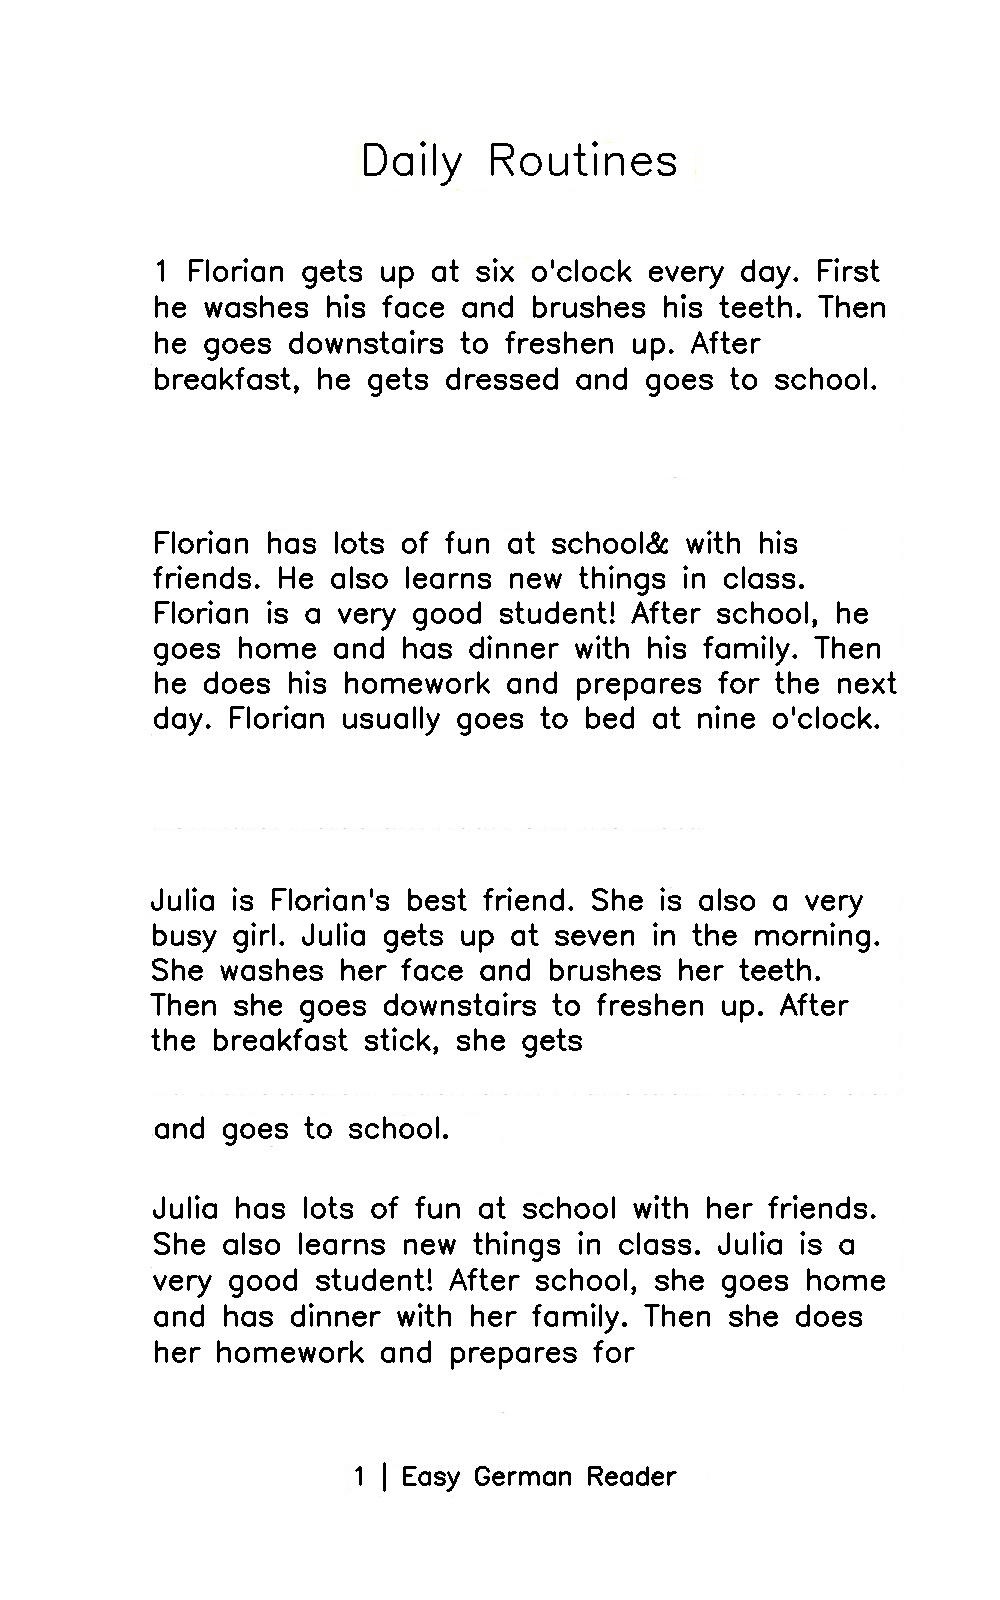 Daily Routines
1 Florian gets up at six o'clock every day. First
he washes his face and brushes his teeth. Then
he goes downstairs to freshen up. After
breakfast, he gets dressed and goes to school.
Florian has lots of fun at school& with his
friends. He also learns new things in class.
Florian is a very good student! After school, he
goes home and has dinner with his family. Then
he does his homework and prepares for the next
day. Florian usually goes to bed at nine o'clock.
Julia is Florian's best friend. She is also a very
busy girl. Julia gets up at seven in the morning.
She washes her face and brushes her teeth.
Then she goes downstairs to freshen up. After
the breakfast stick, she gets
and goes to school.
Julia has lots of fun at school with her friends.
She also learns new things in class. Julia is a
very good student! After school, she goes home
and has dinner with her family. Then she does
her homework and prepares for
1 | Easy German Reader